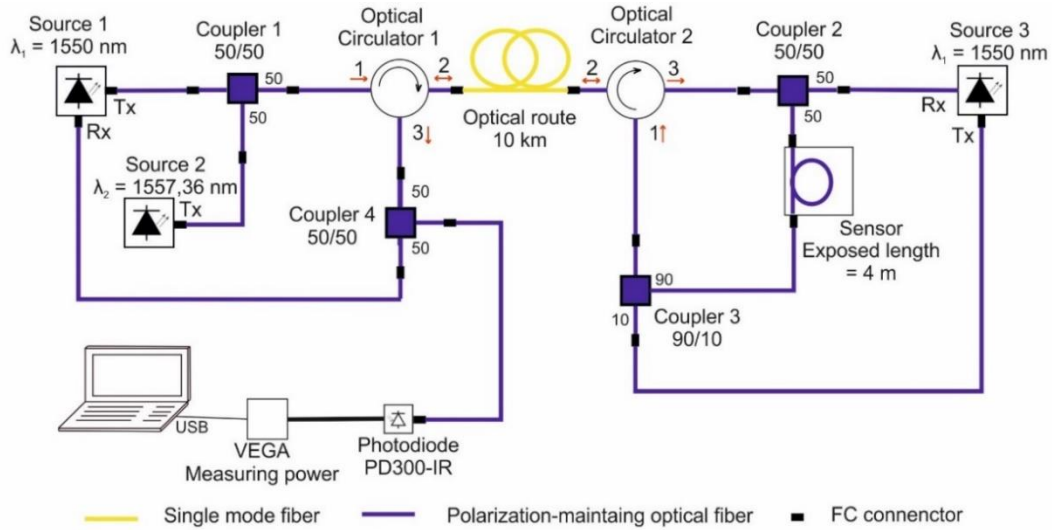 Source 1
λ₁ = 1550 nm
Tx
Rx
Coupler 1
50/50
50
50
Source 2
λ₂ = 1557,36 nm
Tx
Optical
Circulator 1
1
2
3
Optical route
10 km
Optical
Circulator 2
2
3
1
Coupler 2
50/50
50
50
Source 3
λ₁ = 1550 nm
Rx
Tx
50
Coupler 4
50/50
50
Sensor
Exposed length
= 4 m
90
10
Coupler 3
90/10
USB
VEGA
Measuring power
Photodiode
PD300-IR
Single mode fiber
Polarization-maintaing optical fiber
FC connenctor